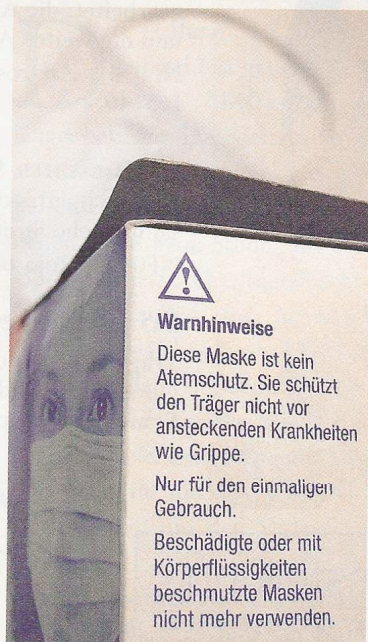 Warnhinweise
Diese Maske ist kein
Atemschutz. Sie schützt
den Träger nicht vor
ansteckenden Krankheiten
wie Grippe.
Nur für den einmaligen
Gebrauch.
Beschädigte oder mit
Körperflüssigkeiten
beschmutzte Masken
nicht mehr verwenden.